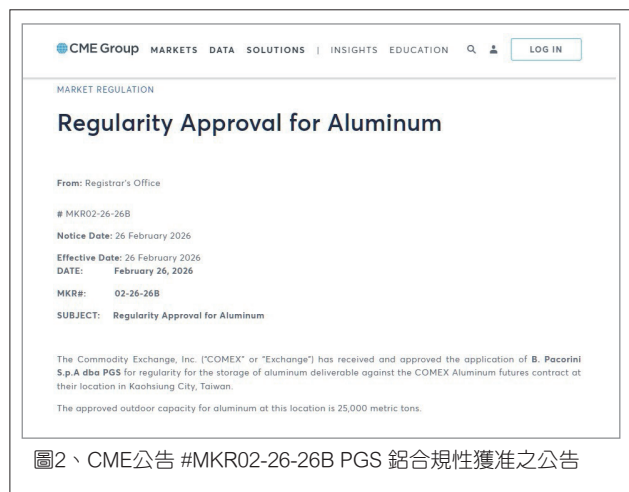 CME Group MARKETS DATA SOLUTIONS | INSIGHTS EDUCATION LOG IN
MARKET REGULATION
Regularity Approval for Aluminum
From: Registrar's Office
# MKR02-26-26B
Notice Date: 26 February 2026
Effective Date: 26 February 2026
DATE: February 26, 2026
MKR#: 02-26-26B
SUBJECT: Regularity Approval for Aluminum
The Commodity Exchange, Inc. ("COMEX" or "Exchange") has received and approved the application of B. Pacorini
S.p.A dba PGS for regularity for the storage of aluminum deliverable against the COMEX Aluminum futures contract at
their location in Kaohsiung City, Taiwan.
The approved outdoor capacity for aluminum at this location is 25,000 metric tons.
圖2、CME公告 #MKR02-26-26B PGS 鋁合規性獲准之公告